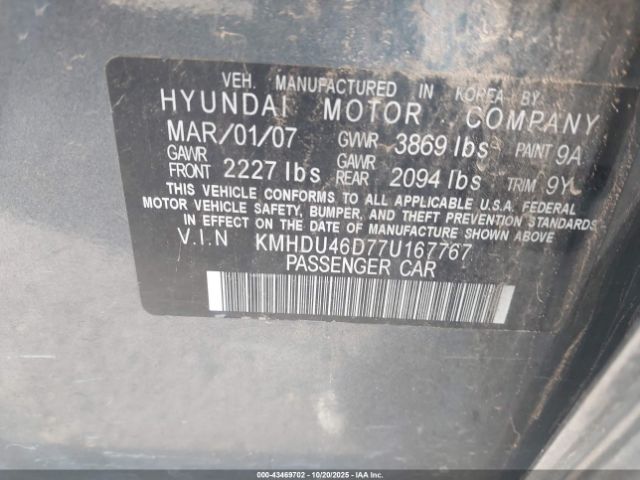 VEH. MANUFACTURED IN KOREA BY
HYUNDAI MOTOR COMPANY
MAR/01/07 GVWR 3869 lbs PAINT 9A
GAWR FRONT 2227 lbs GAWR REAR 2094 lbs TRIM 9Y
THIS VEHICLE CONFORMS TO ALL APPLICABLE U.S.A. FEDERAL
MOTOR VEHICLE SAFETY, BUMPER, AND THEFT PREVENTION STANDARDS
IN EFFECT ON THE DATE OF MANUFACTURE SHOWN ABOVE
V.I.N KMHDU46D77U167767
PASSENGER CAR
000-43469702 | 10/20/2025 | IAAI.COM